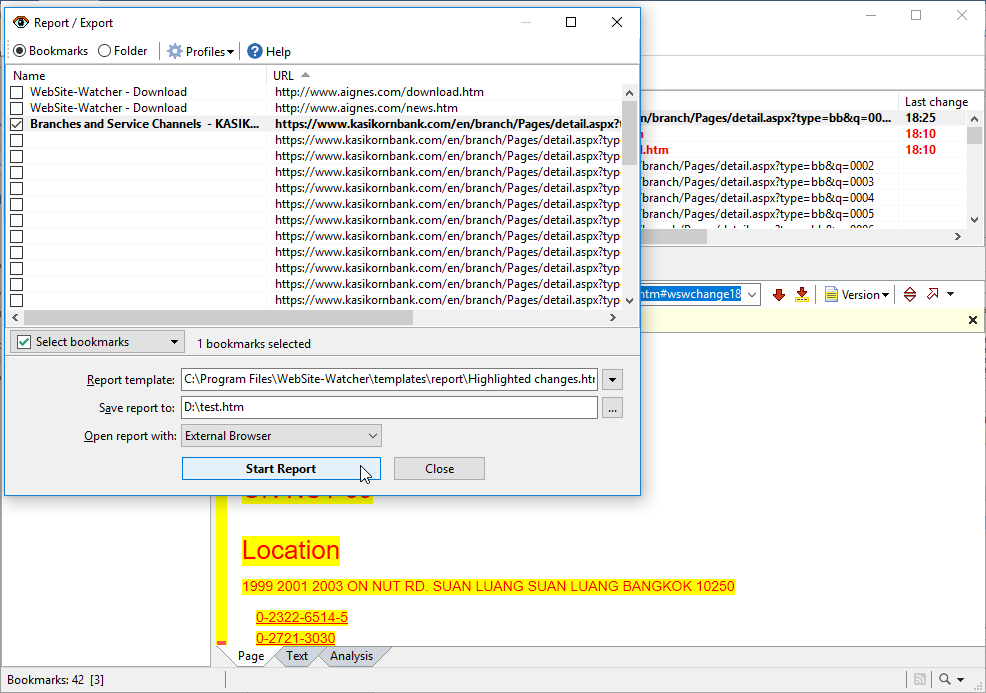 Report / Export
Bookmarks Folder Profiles Help
Name URL
WebSite-Watcher - Download http://www.aignes.com/download.htm
WebSite-Watcher - Download http://www.aignes.com/news.htm
Branches and Service Channels - KASIK... https://www.kasikornbank.com/en/branch/Pages/detail.aspx?t
https://www.kasikornbank.com/en/branch/Pages/detail.aspx?typ
https://www.kasikornbank.com/en/branch/Pages/detail.aspx?typ
https://www.kasikornbank.com/en/branch/Pages/detail.aspx?typ
https://www.kasikornbank.com/en/branch/Pages/detail.aspx?typ
https://www.kasikornbank.com/en/branch/Pages/detail.aspx?typ
https://www.kasikornbank.com/en/branch/Pages/detail.aspx?typ
https://www.kasikornbank.com/en/branch/Pages/detail.aspx?typ
https://www.kasikornbank.com/en/branch/Pages/detail.aspx?typ
https://www.kasikornbank.com/en/branch/Pages/detail.aspx?typ
https://www.kasikornbank.com/en/branch/Pages/detail.aspx?typ
https://www.kasikornbank.com/en/branch/Pages/detail.aspx?typ
Select bookmarks 1 bookmarks selected
Report template: C:\Program Files\WebSite-Watcher\templates\report\Highlighted changes.htm
Save report to: D:\test.htm ...
Open report with: External Browser
Start Report Close
Last change
n/branch/Pages/detail.aspx?type=bb&q=00... 18:25
18:10
.htm 18:10
branch/Pages/detail.aspx?type=bb&q=0002
branch/Pages/detail.aspx?type=bb&q=0003
branch/Pages/detail.aspx?type=bb&q=0004
branch/Pages/detail.aspx?type=bb&q=0005
htm#wswchange18 Version
Location
1999 2001 2003 ON NUT RD. SUAN LUANG SUAN LUANG BANGKOK 10250
0-2322-6514-5
0-2721-3030
Page Text Analysis
Bookmarks: 42 [3]